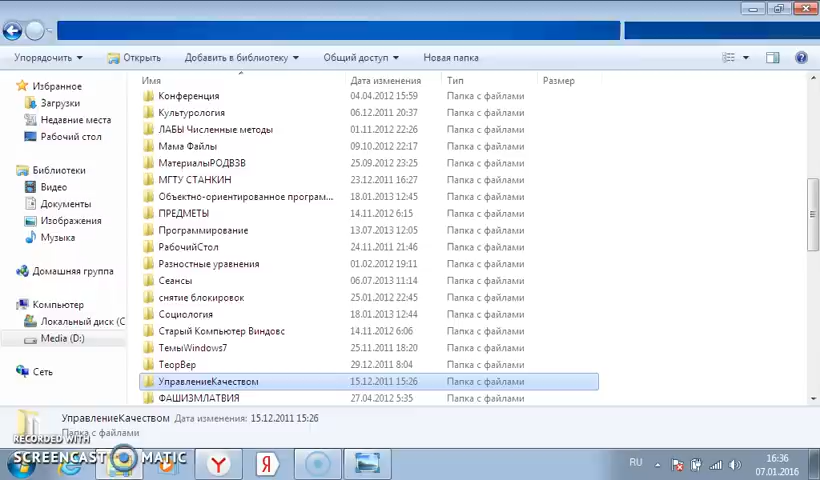 Упорядочить
Открыть
Добавить в библиотеку
Общий доступ
Новая папка
Имя Дата изменения Тип Размер
Избранное
Загрузки
Недавние места
Рабочий стол
Библиотеки
Видео
Документы
Изображения
Музыка
Домашняя группа
Компьютер
Локальный диск (C
Media (D:)
Сеть
Конференция 04.04.2012 15:59 Папка с файлами
Культурология 06.12.2011 20:37 Папка с файлами
ЛАБЫ Численные методы 01.11.2012 22:26 Папка с файлами
Мама Файлы 09.10.2012 22:17 Папка с файлами
МатериалыРОДВЗВ 25.09.2012 23:25 Папка с файлами
МГТУ СТАНКИН 23.12.2011 16:27 Папка с файлами
Объектно-ориентированное програм... 18.01.2013 12:45 Папка с файлами
ПРЕДМЕТЫ 14.11.2012 6:15 Папка с файлами
Программирование 13.07.2013 12:05 Папка с файлами
РабочийСтол 24.11.2011 21:46 Папка с файлами
Разностные уравнения 01.02.2012 19:11 Папка с файлами
Сеансы 06.07.2013 11:14 Папка с файлами
снятие блокировок 25.01.2012 22:45 Папка с файлами
Социология 18.01.2013 12:44 Папка с файлами
Старый Компьютер Виндовс 14.11.2012 6:06 Папка с файлами
ТемыWindows7 25.11.2011 18:20 Папка с файлами
ТеорВер 29.12.2011 8:04 Папка с файлами
УправлениеКачеством 15.12.2011 15:26 Папка с файлами
ФАШИЗМЛАТВИЯ 27.04.2012 5:35 Папка с файлами
УправлениеКачеством Дата изменения: 15.12.2011 15:26
Папка с файлами
RECORDED WITH
SCREENCAST MATIC
Y
Я
RU
16:36
07.01.2016